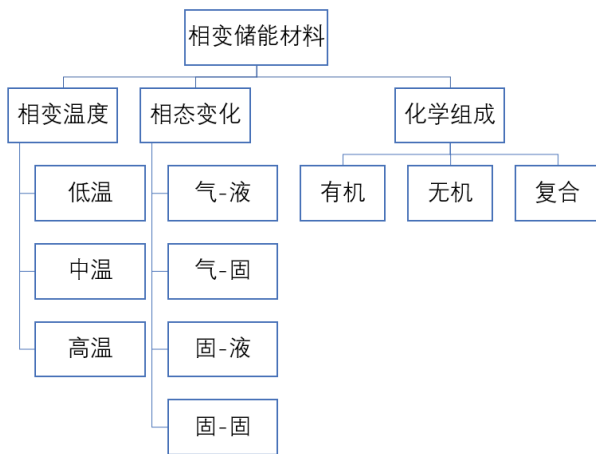 相变储能材料
相变温度
相态变化
化学组成
低温
气-液
有机
无机
复合
中温
气-固
高温
固-液
固-固